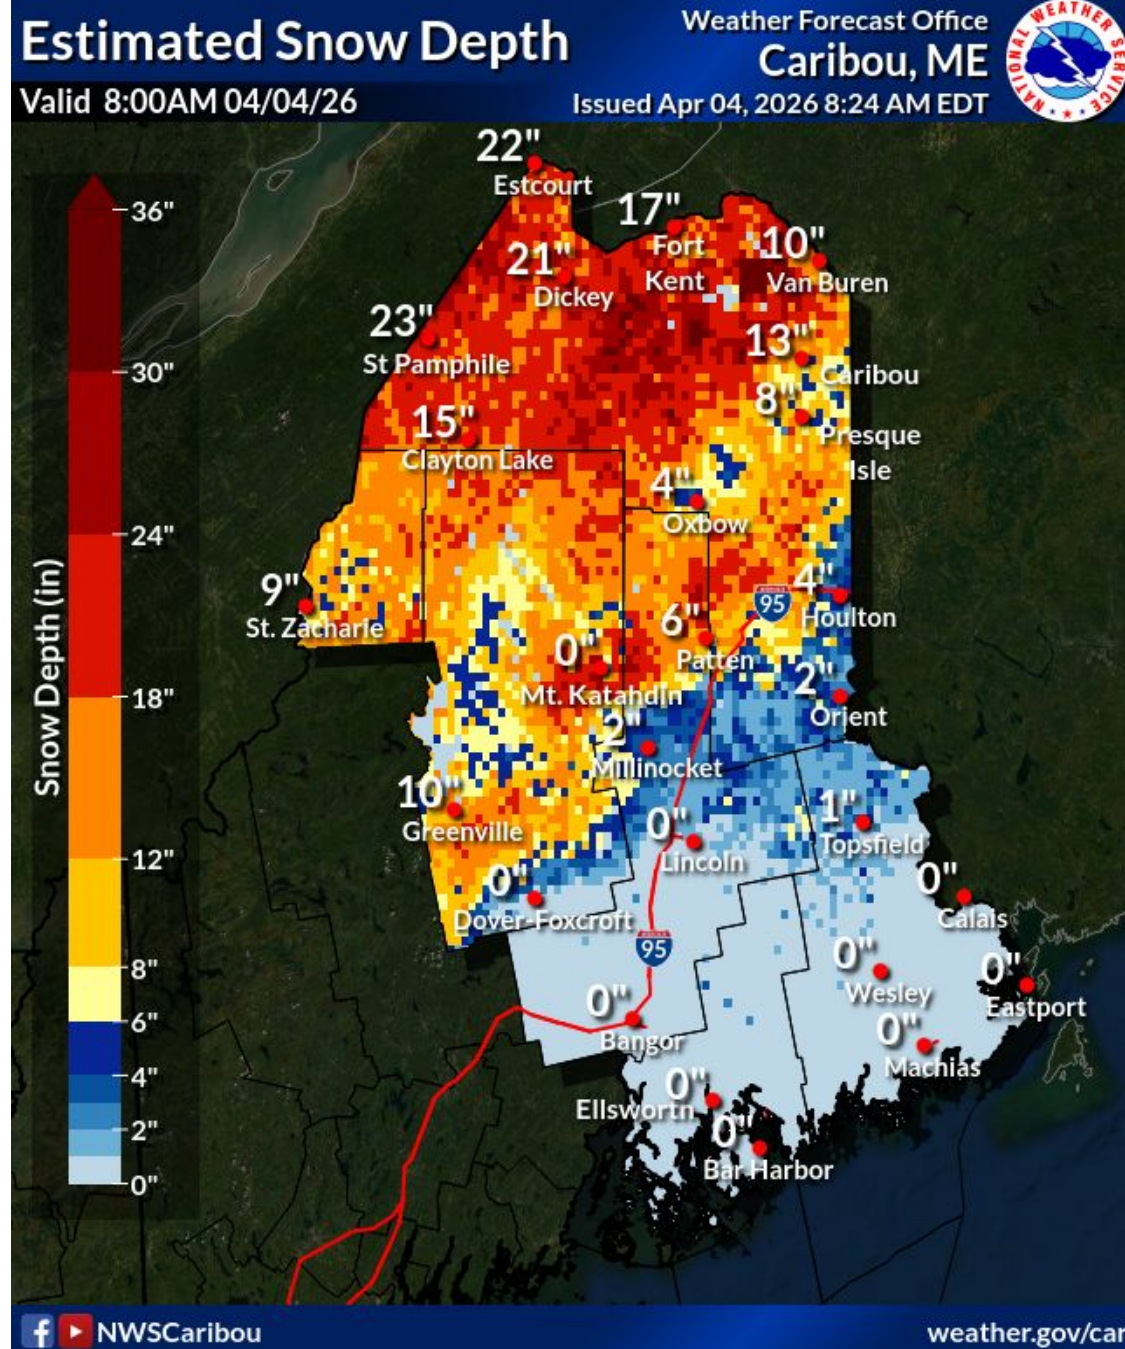 Estimated Snow Depth
Weather Forecast Office
Caribou, ME
Valid 8:00AM 04/04/26
Issued Apr 04, 2026 8:24 AM EDT
NATIONAL WEATHER SERVICE
22"
Estcourt
17"
Fort
Kent
10"
Van Buren
21"
Dickey
23"
St Pamphile
13"
Caribou
8"
Presque
Isle
15"
Clayton Lake
4"
Oxbow
9"
St. Zacharie
95
4"
Houlton
6"
Patten
0"
Mt. Katahdin
2"
Orient
2"
Millinocket
10"
Greenville
0"
Lincoln
1"
Topsfield
0"
Dover-Foxcroft
0"
Calais
95
0"
Wesley
0"
Eastport
0"
Bangor
0"
Machias
0"
Ellsworth
0"
Bar Harbor
Snow Depth (in)
36"
30"
24"
18"
12"
8"
6"
4"
2"
0"
NWSCaribou
weather.gov/car